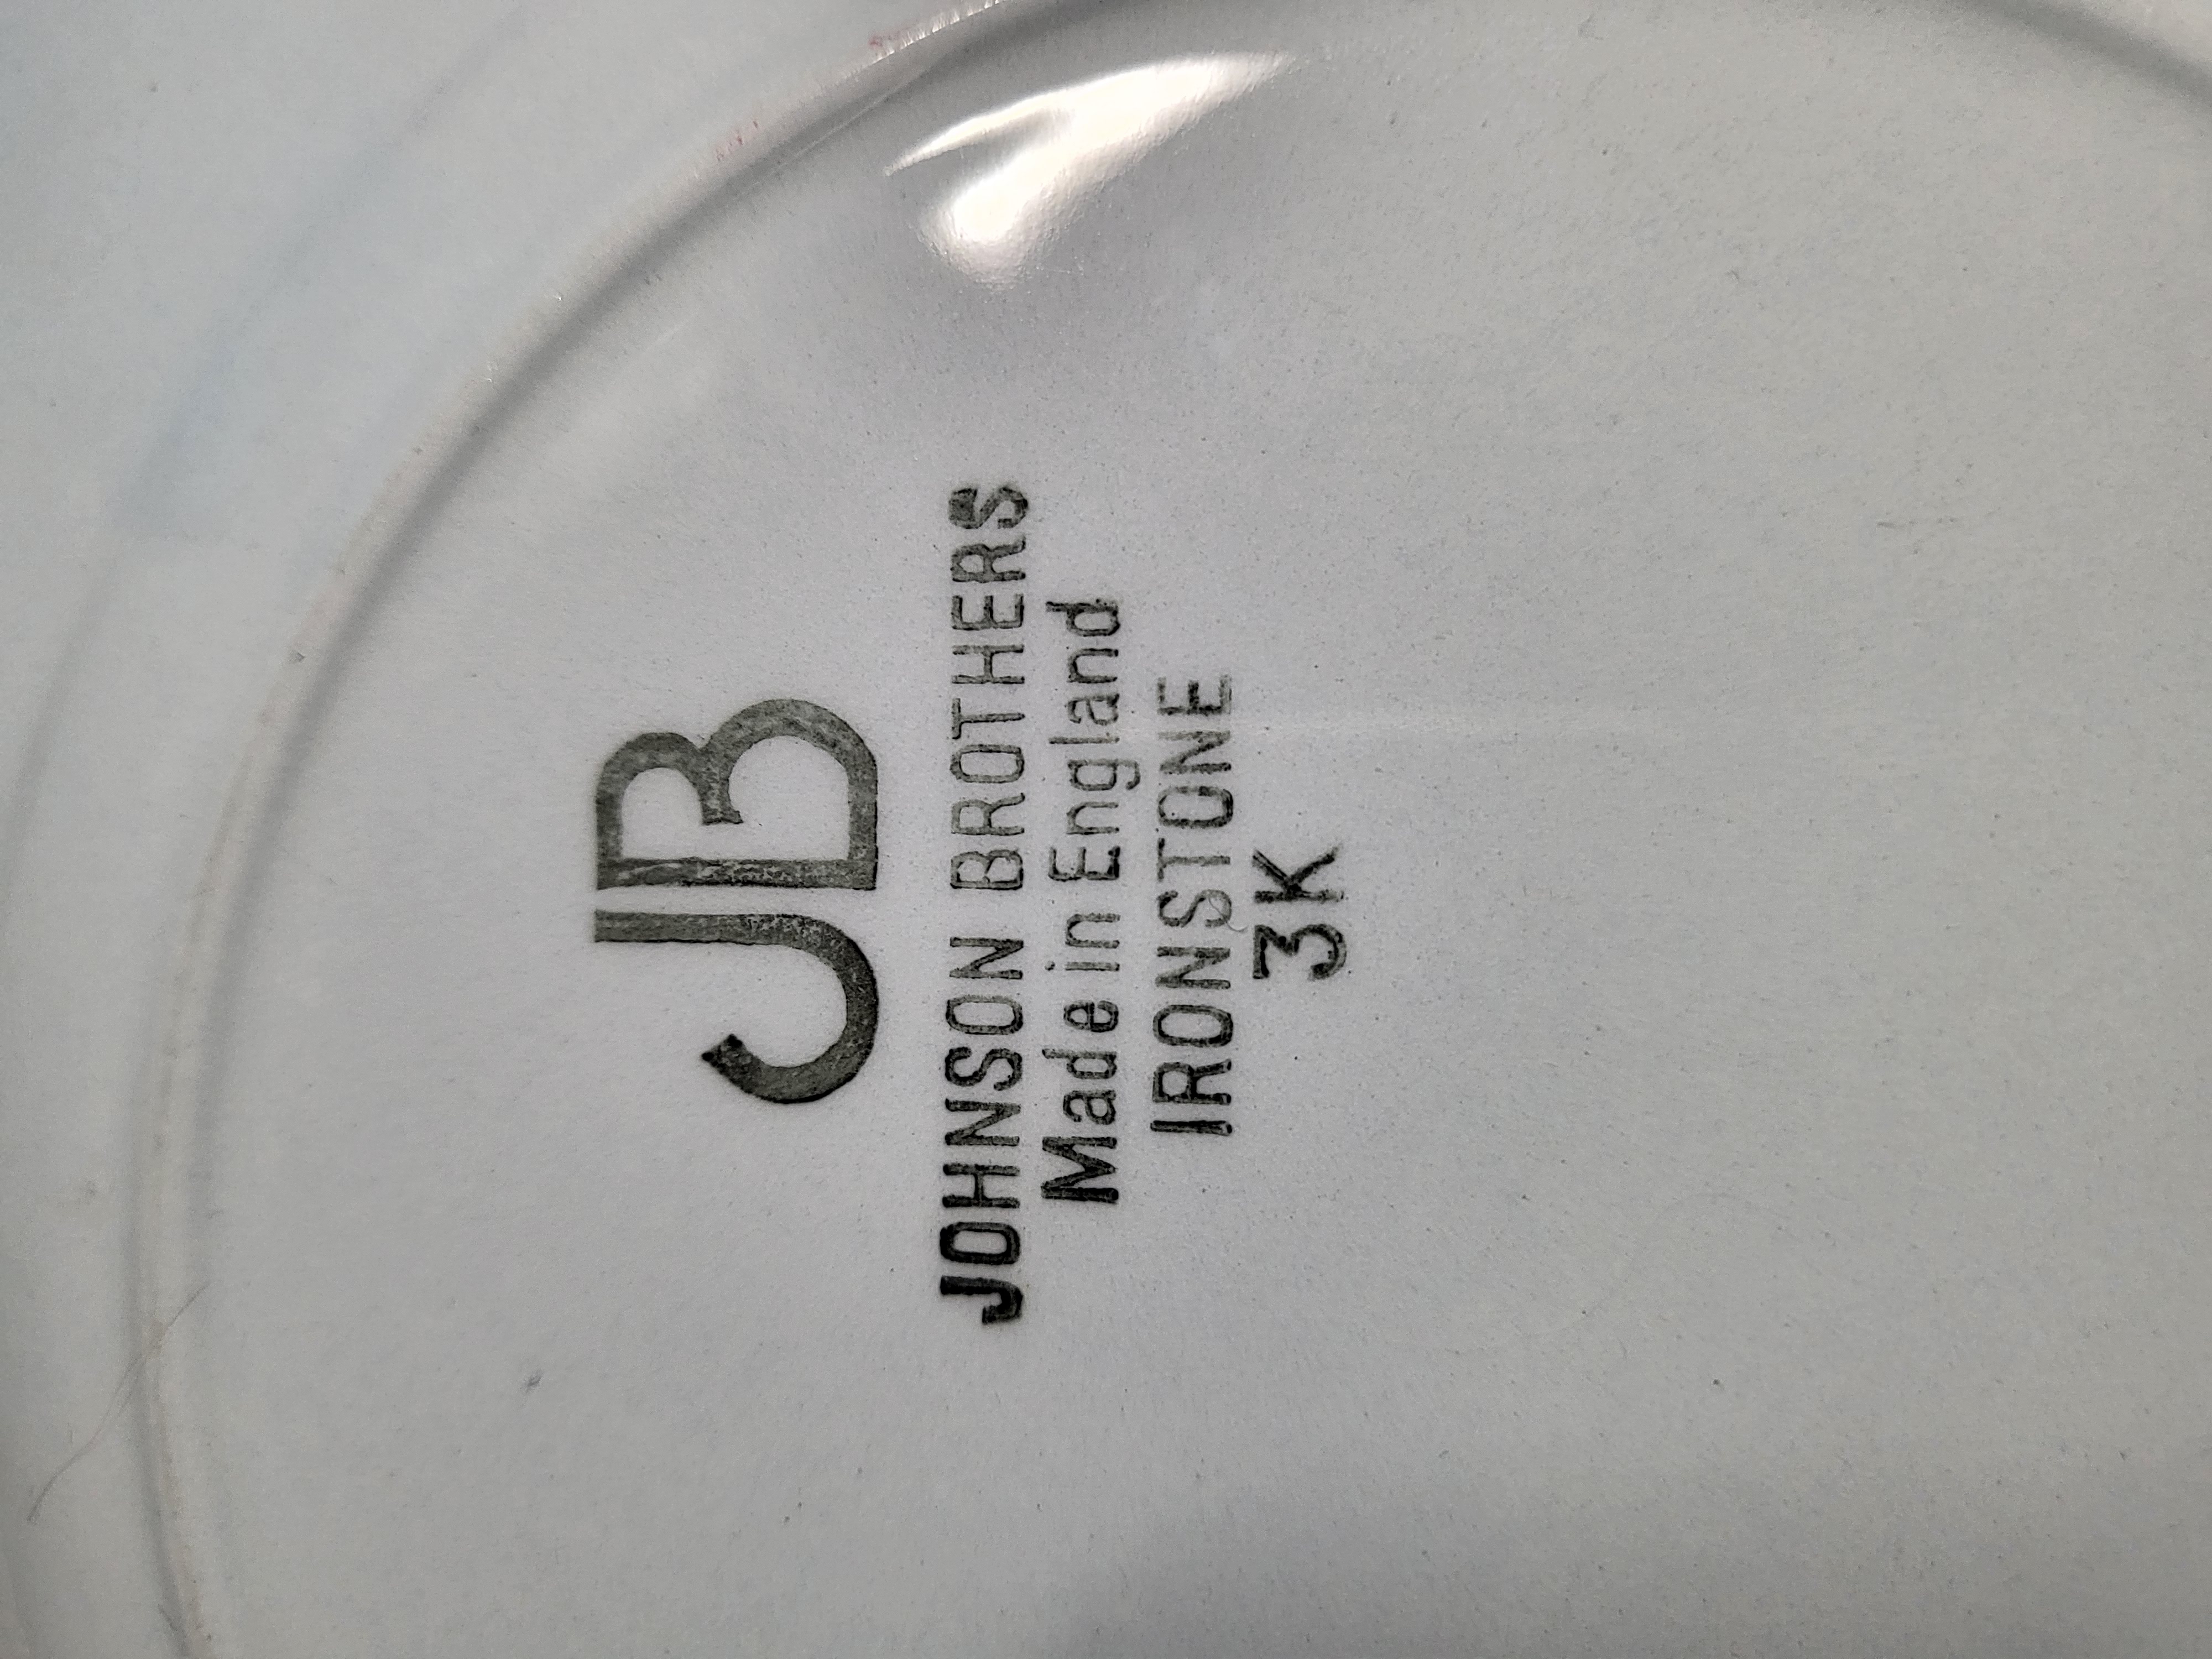 JB
JOHNSON BROTHERS
Made in England
IRONSTONE
3K